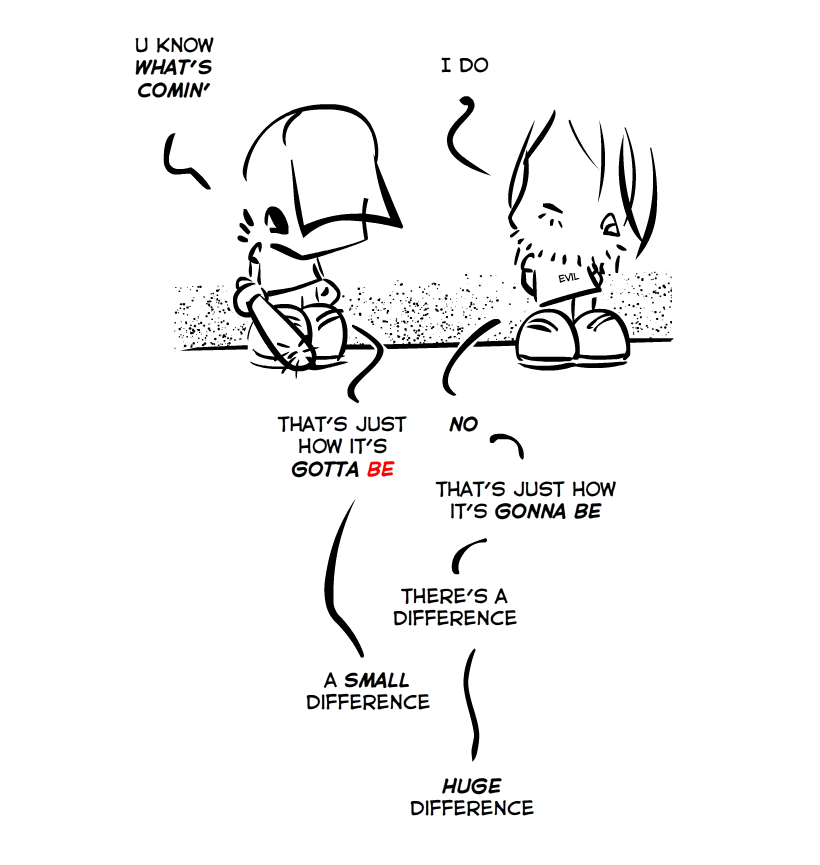 U KNOW
WHAT'S
COMIN'
I DO
EVIL
THAT'S JUST
HOW IT'S
GOTTA BE
NO
THAT'S JUST HOW
IT'S GONNA BE
THERE'S A
DIFFERENCE
A SMALL
DIFFERENCE
HUGE
DIFFERENCE